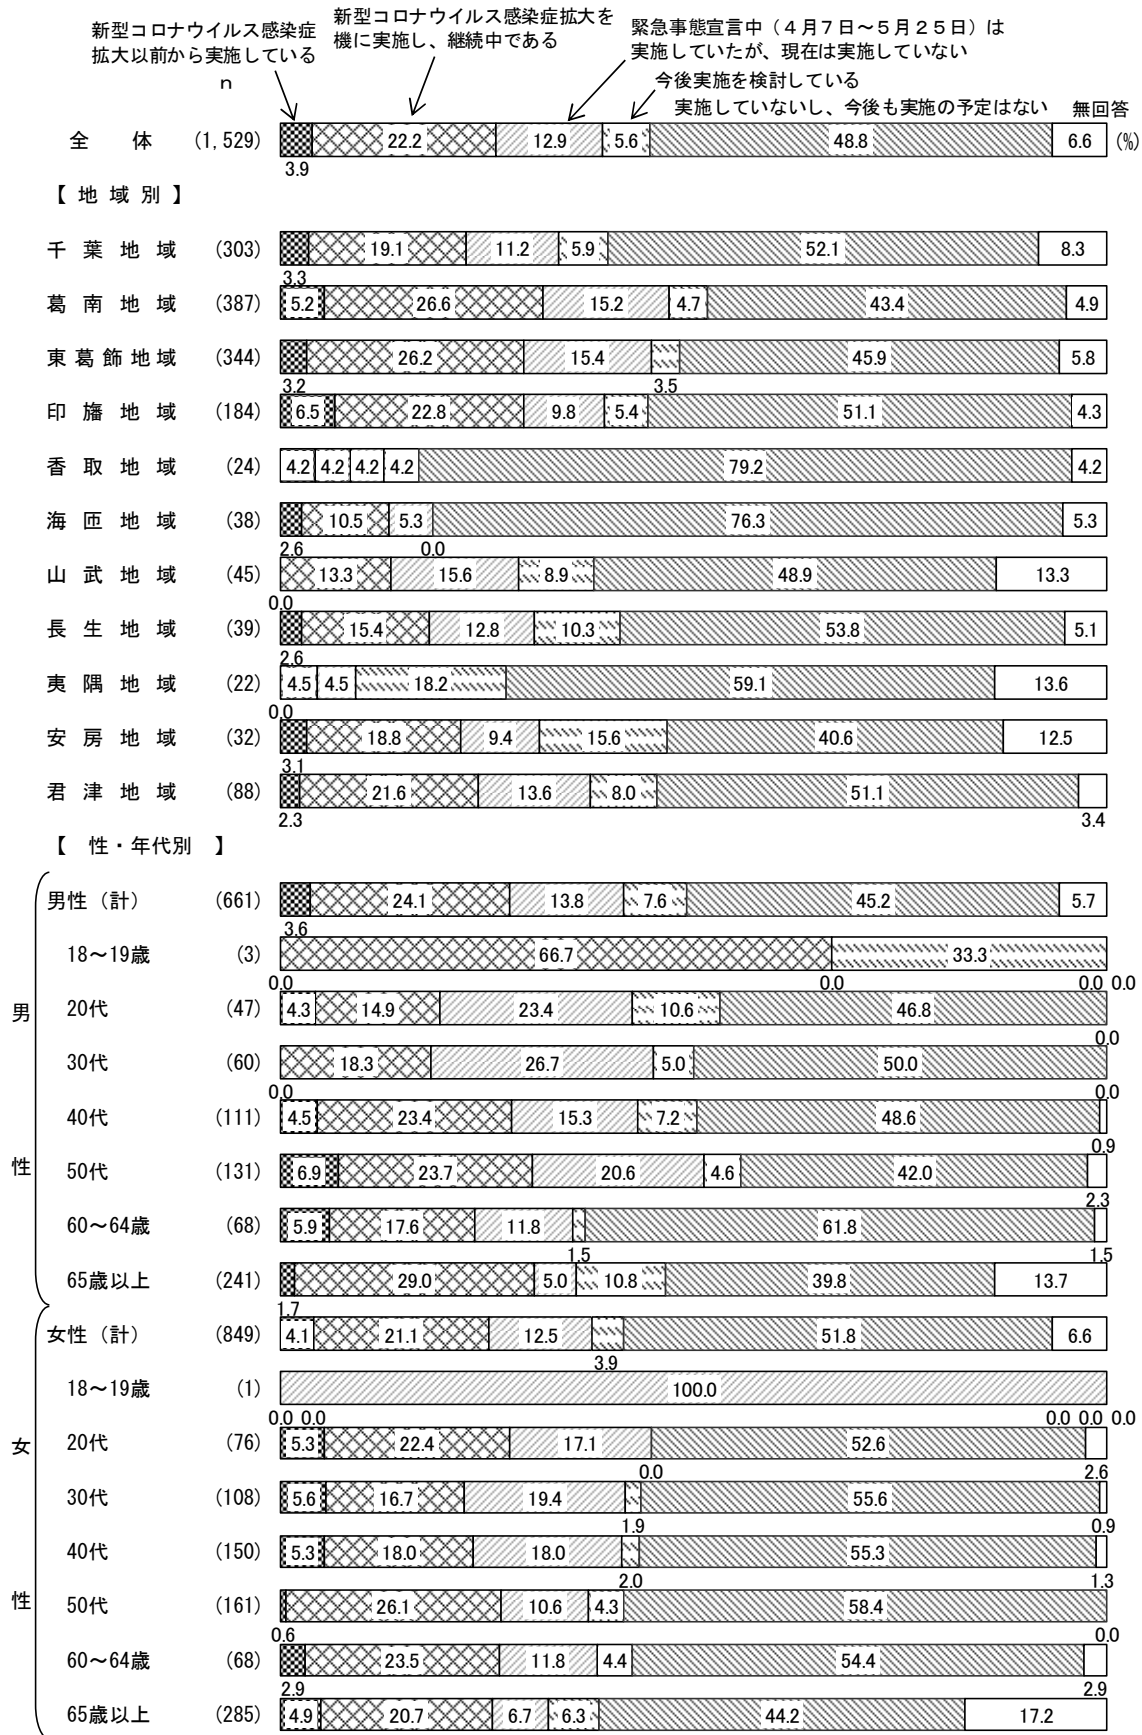 新型コロナウイルス感染症
拡大以前から実施している
新型コロナウイルス感染症拡大を
機に実施し、継続中である
緊急事態宣言中（４月７日～５月２５日）は
実施していたが、現在は実施していない
今後実施を検討している
実施していないし、今後も実施の予定はない
無回答
n
全体 (1,529) 22.2 12.9 5.6 48.8 6.6 (%)
3.9
【地域別】
千葉地域 (303) 19.1 11.2 5.9 52.1 8.3
3.3
葛南地域 (387) 5.2 26.6 15.2 4.7 43.4 4.9
東葛飾地域 (344) 26.2 15.4 45.9 5.8
3.2 3.5
印旛地域 (184) 6.5 22.8 9.8 5.4 51.1 4.3
香取地域 (24) 4.2 4.2 4.2 4.2 79.2 4.2
海匝地域 (38) 10.5 5.3 76.3 5.3
2.6 0.0
山武地域 (45) 13.3 15.6 8.9 48.9 13.3
0.0
長生地域 (39) 15.4 12.8 10.3 53.8 5.1
2.6
夷隅地域 (22) 4.5 4.5 18.2 59.1 13.6
0.0
安房地域 (32) 18.8 9.4 15.6 40.6 12.5
3.1
君津地域 (88) 21.6 13.6 8.0 51.1
2.3 3.4
【性・年代別】
男性
男性（計） (661) 24.1 13.8 7.6 45.2 5.7
3.6
18～19歳 (3) 66.7 33.3
0.0 0.0 0.0 0.0
20代 (47) 4.3 14.9 23.4 10.6 46.8
0.0
30代 (60) 18.3 26.7 5.0 50.0
0.0 0.0
40代 (111) 4.5 23.4 15.3 7.2 48.6
0.9
50代 (131) 6.9 23.7 20.6 4.6 42.0
2.3
60～64歳 (68) 5.9 17.6 11.8 61.8
1.5 1.5
65歳以上 (241) 29.0 5.0 10.8 39.8 13.7
1.7
女性
女性（計） (849) 4.1 21.1 12.5 51.8 6.6
3.9
18～19歳 (1) 100.0
0.0 0.0 0.0 0.0 0.0
20代 (76) 5.3 22.4 17.1 52.6
0.0 2.6
30代 (108) 5.6 16.7 19.4 55.6
1.9 0.9
40代 (150) 5.3 18.0 18.0 55.3
2.0 1.3
50代 (161) 26.1 10.6 4.3 58.4
0.6 0.0
60～64歳 (68) 23.5 11.8 4.4 54.4
2.9 2.9
65歳以上 (285) 4.9 20.7 6.7 6.3 44.2 17.2